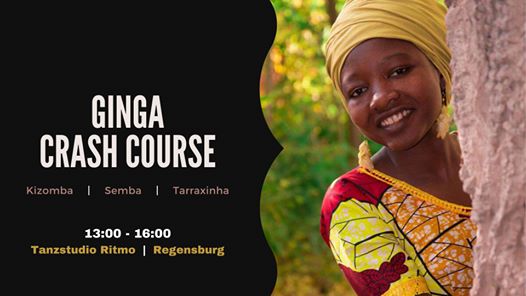 GINGA
CRASH COURSE
Kizomba | Semba | Tarraxinha
13:00 - 16:00
Tanzstudio Ritmo | Regensburg